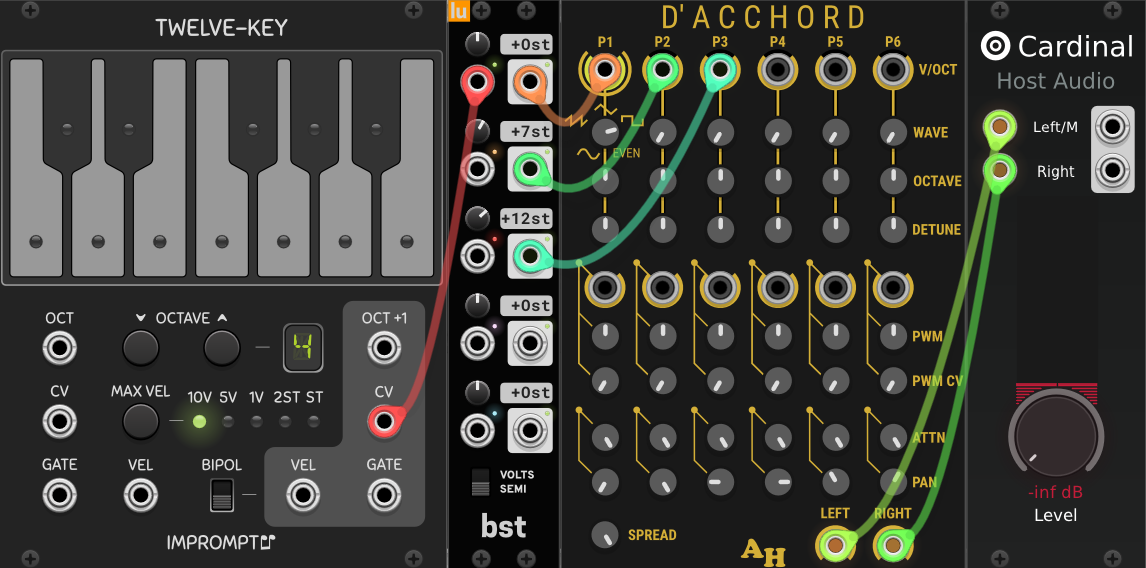 TWELVE-KEY
OCT
OCTAVE
4
OCT +1
CV
MAX VEL
10V 5V 1V 2ST ST
CV
GATE
VEL
BIPOL
VEL
GATE
IMPROMPTU
lu
+0st
+7st
+12st
+0st
+0st
VOLTS
SEMI
bst
D'ACCHORD
P1 P2 P3 P4 P5 P6
V/OCT
WAVE
EVEN
OCTAVE
DETUNE
PWM
PWM CV
ATTN
PAN
LEFT RIGHT
SPREAD
AH
Cardinal
Host Audio
Left/M
Right
-inf dB
Level